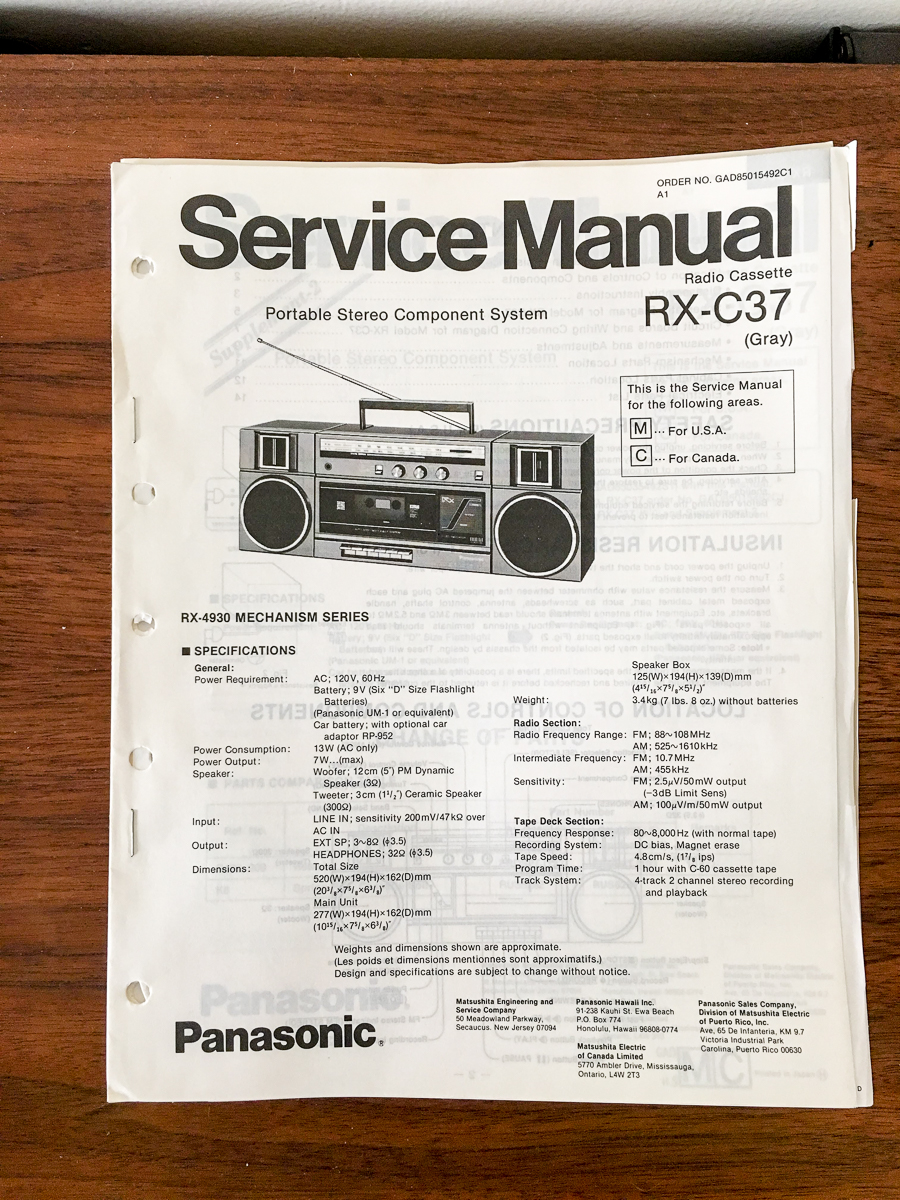 ORDER NO. GAD85015492C1
A1
Service Manual
Radio Cassette
Portable Stereo Component System
RX-C37
(Gray)
This is the Service Manual
for the following areas.
M ... For U.S.A.
C ... For Canada.
RX-4930 MECHANISM SERIES
■ SPECIFICATIONS
General:
Power Requirement: AC; 120V, 60Hz
Battery; 9V (Six "D" Size Flashlight
Batteries)
(Panasonic UM-1 or equivalent)
Car battery; with optional car
adaptor RP-952
Power Consumption: 13W (AC only)
Power Output: 7W...(max)
Speaker: Woofer; 12cm (5″) PM Dynamic
Speaker (3Ω)
Tweeter; 3cm (1³/₂″) Ceramic Speaker
(300Ω)
Input: LINE IN; sensitivity 200mV/47kΩ over
AC IN
Output: EXT SP; 3~8Ω (ϕ3.5)
HEADPHONES; 32Ω (ϕ3.5)
Dimensions: Total Size
520(W)×194(H)×162(D)mm
(20³/₈×7⁵/₈×6³/₈)″
Main Unit
277(W)×194(H)×162(D)mm
(10¹⁵/₁₆×7⁵/₈×6³/₈)″
Speaker Box
125(W)×194(H)×139(D)mm
(4¹⁵/₁₆×7⁵/₈×5¹/₂)″
Weight: 3.4kg (7 lbs. 8 oz.) without batteries
Radio Section:
Radio Frequency Range: FM; 88~108MHz
AM; 525~1610kHz
Intermediate Frequency: FM; 10.7MHz
AM; 455kHz
Sensitivity: FM; 2.5μV/50mW output
(−3dB Limit Sens)
AM; 100μV/m/50mW output
Tape Deck Section:
Frequency Response: 80~8,000Hz (with normal tape)
Recording System: DC bias, Magnet erase
Tape Speed: 4.8cm/s, (1⁷/₈ ips)
Program Time: 1 hour with C-60 cassette tape
Track System: 4-track 2 channel stereo recording
and playback
Weights and dimensions shown are approximate.
(Les poids et dimensions mentionnes sont approximatifs.)
Design and specifications are subject to change without notice.
Panasonic®
Matsushita Engineering and
Service Company
50 Meadowland Parkway,
Secaucus. New Jersey 07094
Panasonic Hawaii Inc.
91-238 Kauhi St. Ewa Beach
P.O. Box 774
Honolulu, Hawaii 96808-0774
Matsushita Electric
of Canada Limited
5770 Ambler Drive, Mississauga,
Ontario, L4W 2T3
Panasonic Sales Company,
Division of Matsushita Electric
of Puerto Rico, Inc.
Ave, 65 De Infanteria, KM 9.7
Victoria Industrial Park
Carolina, Puerto Rico 00630